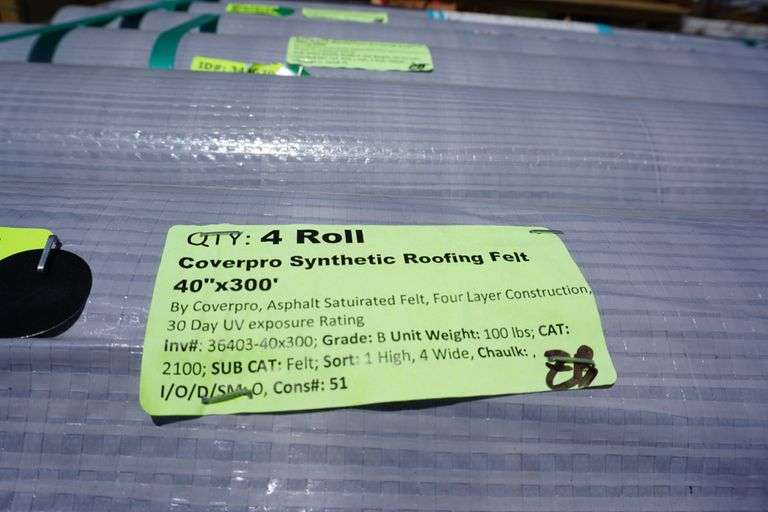 ID#:
QTY: 4 Roll
Coverpro Synthetic Roofing Felt
40"x300'
By Coverpro, Asphalt Satuirated Felt, Four Layer Construction,
30 Day UV exposure Rating
Inv#: 36403-40x300; Grade: B Unit Weight: 100 lbs; CAT:
2100; SUB CAT: Felt; Sort: 1 High, 4 Wide, Chaulk: ,
I/O/D/SM: O, Cons#: 51